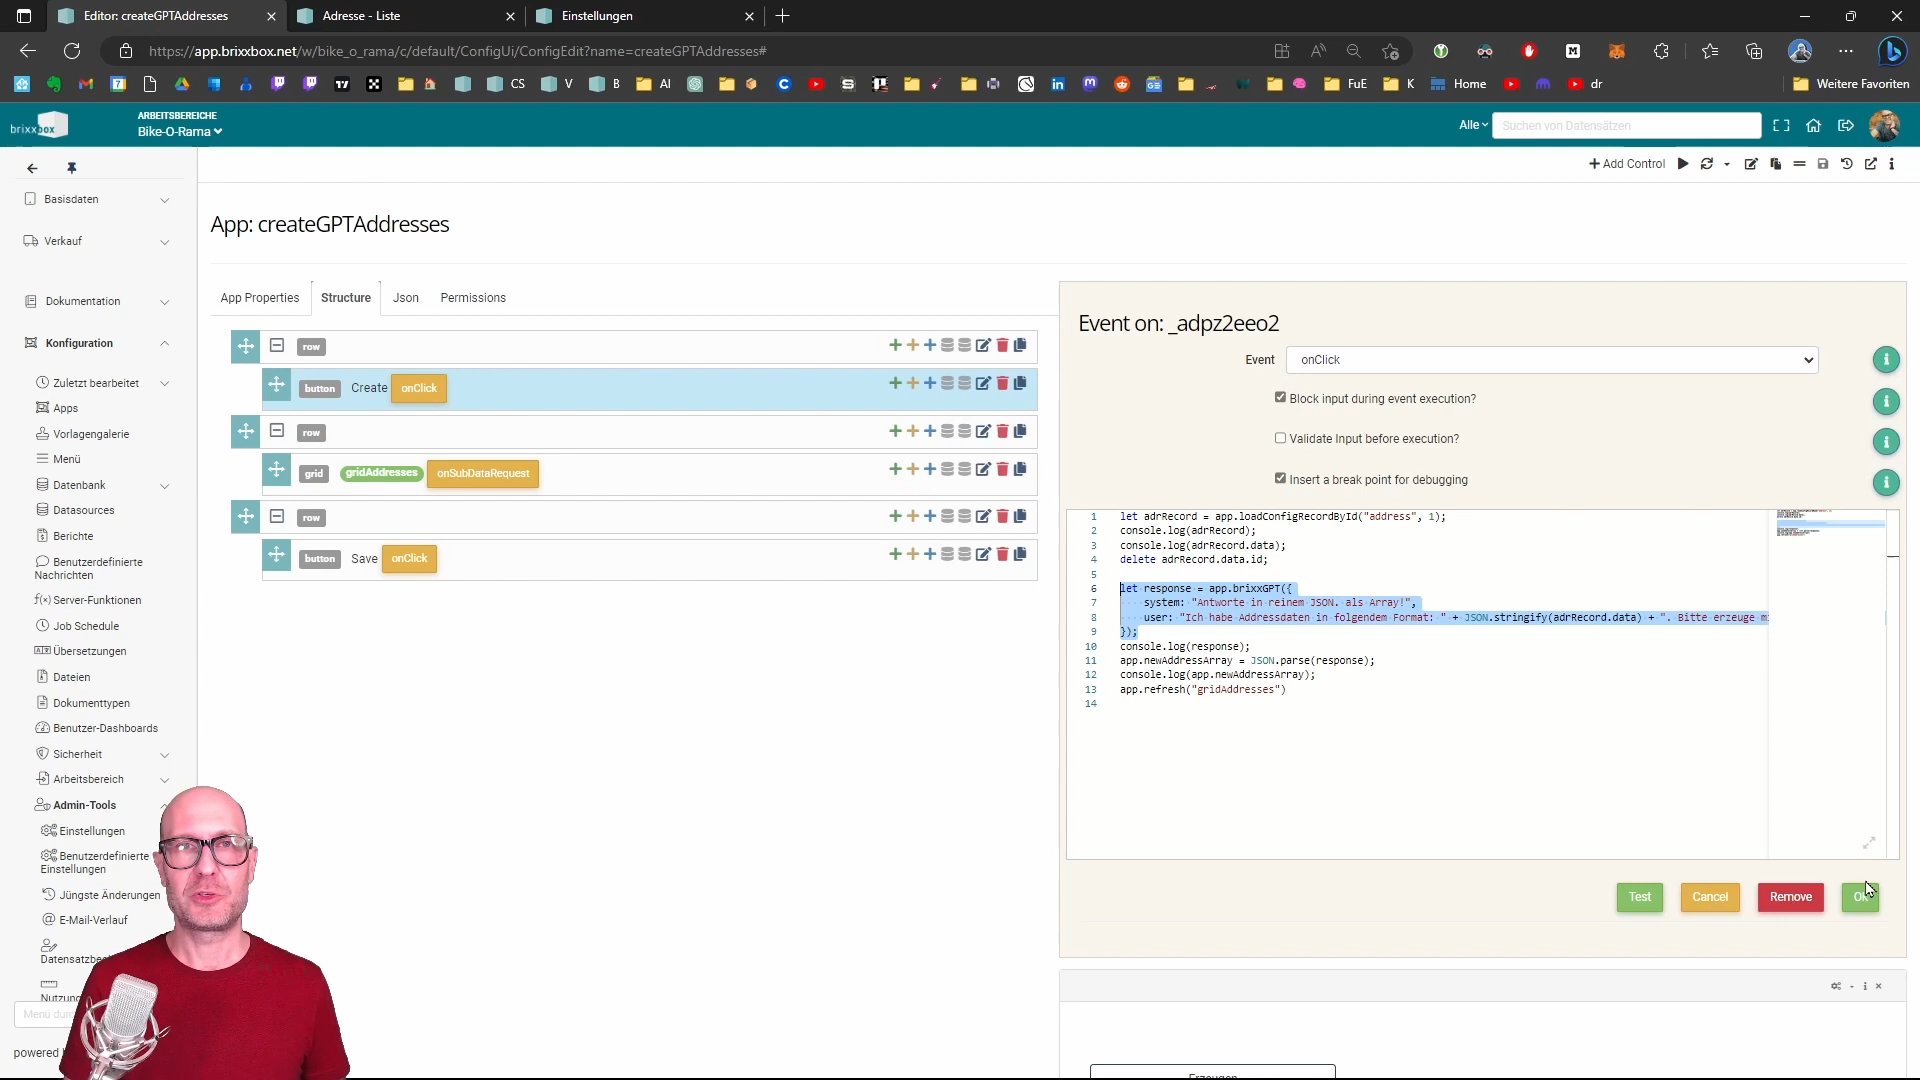 Editor: createGPTAddresses
Adresse - Liste
Einstellungen
https://app.brixxbox.net/w/bike_o_rama/c/default/ConfigUi/ConfigEdit?name=createGPTAddresses#
CS
V
B
AI
FuE
K
Home
dr
Weitere Favoriten
brixxbox
ARBEITSBEREICHE
Bike-O-Rama
Alle
Suchen von Datensätzen
Add Control
Basisdaten
Verkauf
Dokumentation
Konfiguration
Zuletzt bearbeitet
Apps
Vorlagengalerie
Menü
Datenbank
Datasources
Berichte
Benutzerdefinierte
Nachrichten
f(x) Server-Funktionen
Job Schedule
Übersetzungen
Dateien
Dokumenttypen
Benutzer-Dashboards
Sicherheit
Arbeitsbereich
Admin-Tools
Einstellungen
Benutzerdefinierte
Einstellungen
Jüngste Änderungen
E-Mail-Verlauf
Menü
powered
App: createGPTAddresses
App Properties
Structure
Json
Permissions
row
button Create onClick
row
grid gridAddresses onSubDataRequest
row
button Save onClick
Event on: _adpz2eeo2
Event
onClick
Block input during event execution?
Validate Input before execution?
Insert a break point for debugging
1 let adrRecord = app.loadConfigRecordById("address", 1);
2 console.log(adrRecord);
3 console.log(adrRecord.data);
4 delete adrRecord.data.id;
5
6 let response = app.brixxGPT({
7 system: "Antworte in reinem JSON. als Array!",
8 user: "Ich habe Addressdaten in folgendem Format: " + JSON.stringify(adrRecord.data) + ". Bitte erzeuge
9 });
10 console.log(response);
11 app.newAddressArray = JSON.parse(response);
12 console.log(app.newAddressArray);
13 app.refresh("gridAddresses")
14
Test
Cancel
Remove
Ok